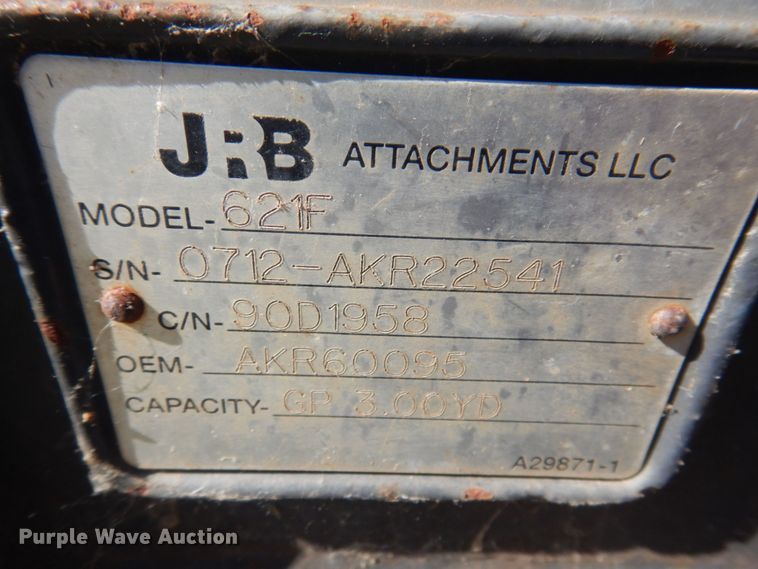 JRB ATTACHMENTS LLC
MODEL- 621F
S/N- 0712-AKR22541
C/N- 90D1958
OEM- AKR60095
CAPACITY- GP 3.00YD
A29871-1
Purple Wave Auction